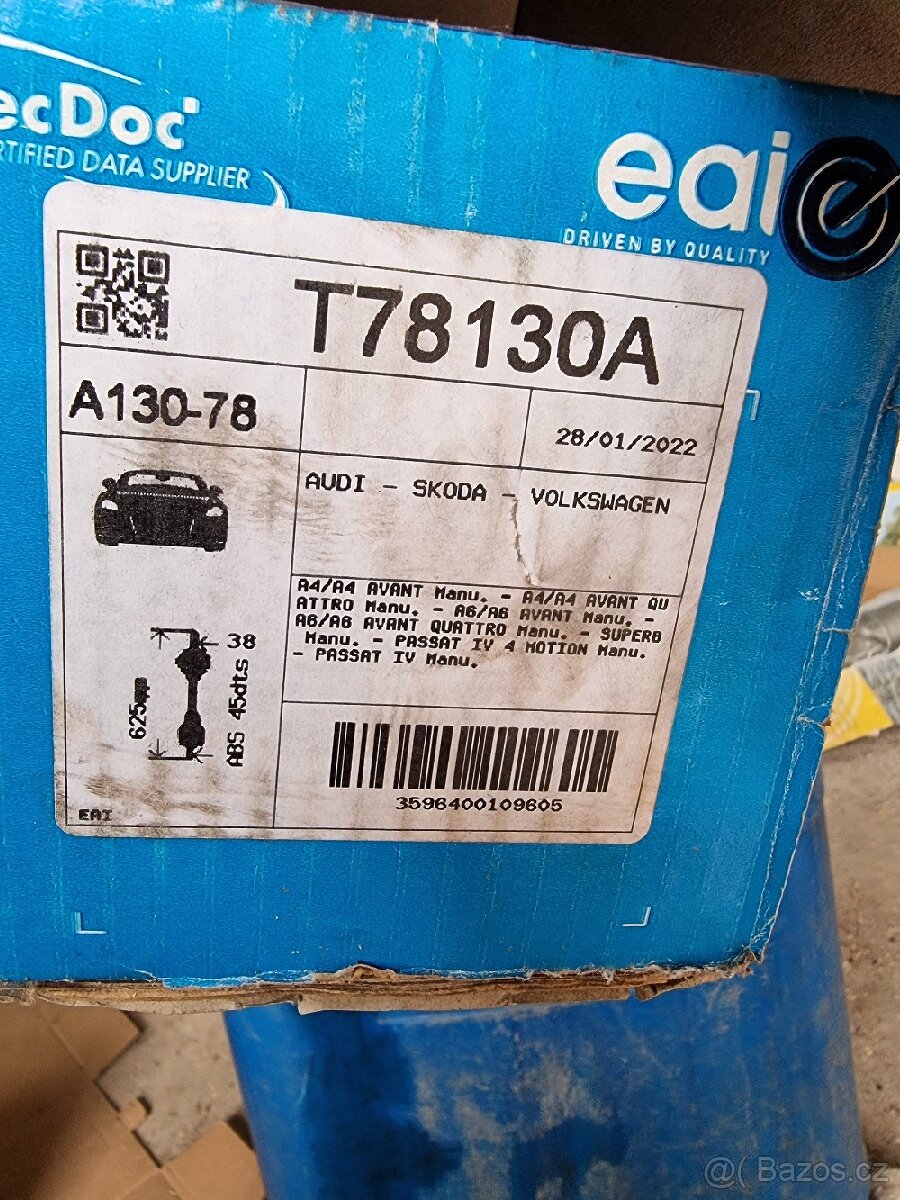 ecDoc
RTIFIED DATA SUPPLIER
eai
DRIVEN BY QUALITY
T78130A
A130-78
28/01/2022
AUDI - SKODA - VOLKSWAGEN
A4/A4 AVANT Manu. - A4/A4 AVANT QU
ATTRO Manu. - A6/A6 AVANT Manu. -
A6/A6 AVANT QUATTRO Manu. - SUPERB
Manu. - PASSAT IV 4 MOTION Manu.
- PASSAT IV Manu.
38
625mm
ABS 45dts
3596400109605
EAI
@( Bazos.cz